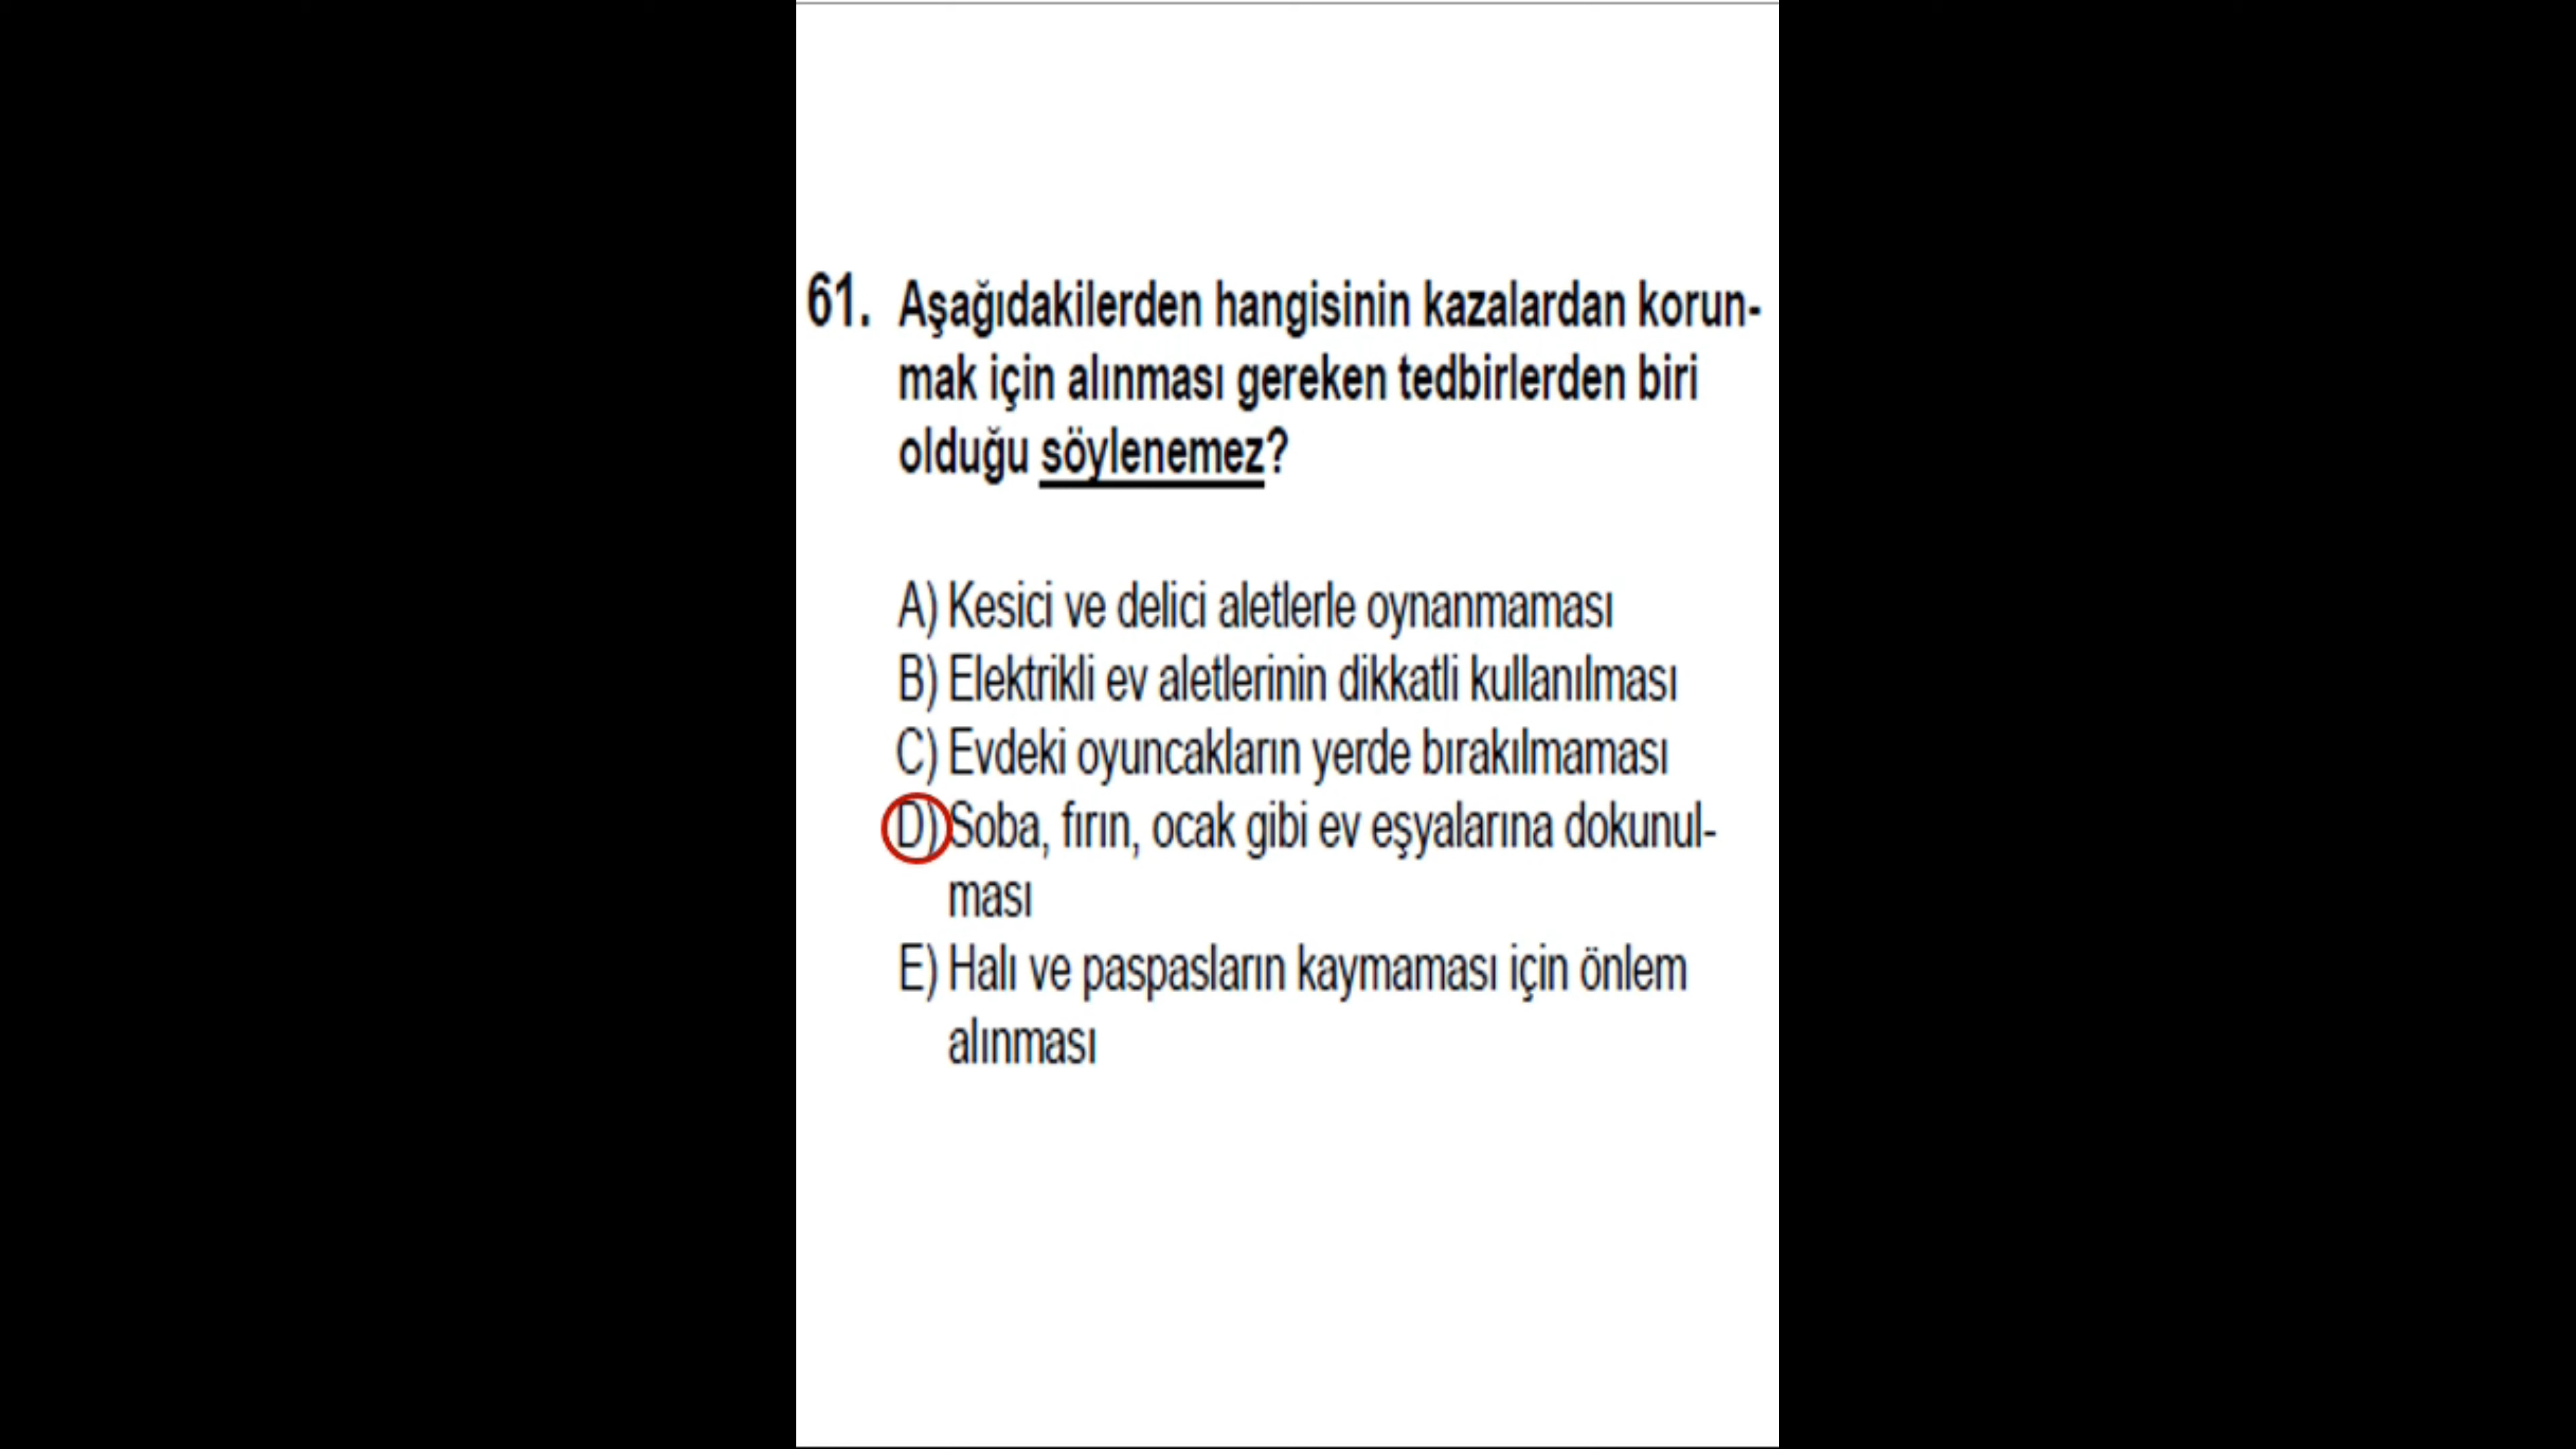 61. Aşağıdakilerden hangisinin kazalardan korun-
mak için alınması gereken tedbirlerden biri
olduğu söylenemez?
A) Kesici ve delici aletlerle oynanmaması
B) Elektrikli ev aletlerinin dikkatli kullanılması
C) Evdeki oyuncakların yerde bırakılmaması
D) Soba, fırın, ocak gibi ev eşyalarına dokunul-
ması
E) Halı ve paspasların kaymaması için önlem
alınması